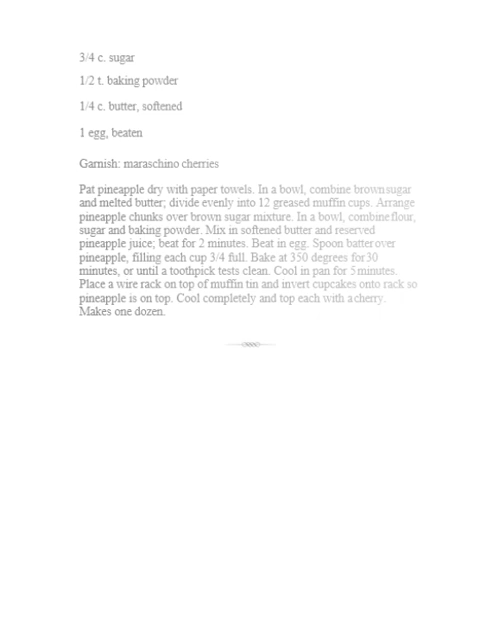 3/4 c. sugar
1/2 t. baking powder
1/4 c. butter, softened
1 egg, beaten
Garnish: maraschino cherries
Pat pineapple dry with paper towels. In a bowl, combine brown sugar
and melted butter; divide evenly into 12 greased muffin cups. Arrange
pineapple chunks over brown sugar mixture. In a bowl, combine flour,
sugar and baking powder. Mix in softened butter and reserved
pineapple juice; beat for 2 minutes. Beat in egg. Spoon batter over
pineapple, filling each cup 3/4 full. Bake at 350 degrees for 30
minutes, or until a toothpick tests clean. Cool in pan for 5 minutes.
Place a wire rack on top of muffin tin and invert cupcakes onto rack so
pineapple is on top. Cool completely and top each with a cherry.
Makes one dozen.